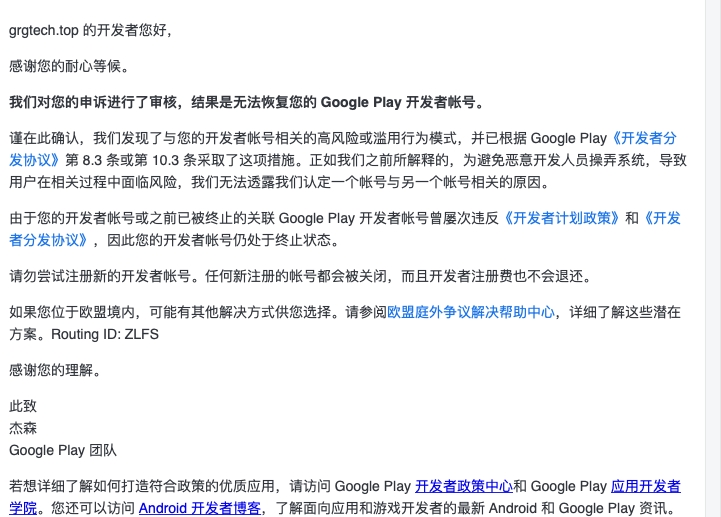 grgtech.top 的开发者您好，
感谢您的耐心等候。
我们对您的申诉进行了审核，结果是无法恢复您的 Google Play 开发者帐号。
谨在此确认，我们发现了与您的开发者帐号相关的高风险或滥用行为模式，并已根据 Google Play《开发者分
发协议》第 8.3 条或第 10.3 条采取了这项措施。正如我们之前所解释的，为避免恶意开发人员操弄系统，导致
用户在相关过程中面临风险，我们无法透露我们认定一个帐号与另一个帐号相关的原因。
由于您的开发者帐号或之前已被终止的关联 Google Play 开发者帐号曾屡次违反《开发者计划政策》和《开发
者分发协议》，因此您的开发者帐号仍处于终止状态。
请勿尝试注册新的开发者帐号。任何新注册的帐号都会被关闭，而且开发者注册费也不会退还。
如果您位于欧盟境内，可能有其他解决方式供您选择。请参阅欧盟庭外争议解决帮助中心，详细了解这些潜在
方案。Routing ID: ZLFS
感谢您的理解。
此致
杰森
Google Play 团队
若想详细了解如何打造符合政策的优质应用，请访问 Google Play 开发者政策中心和 Google Play 应用开发者
学院。您还可以访问 Android 开发者博客，了解面向应用和游戏开发者的最新 Android 和 Google Play 资讯。